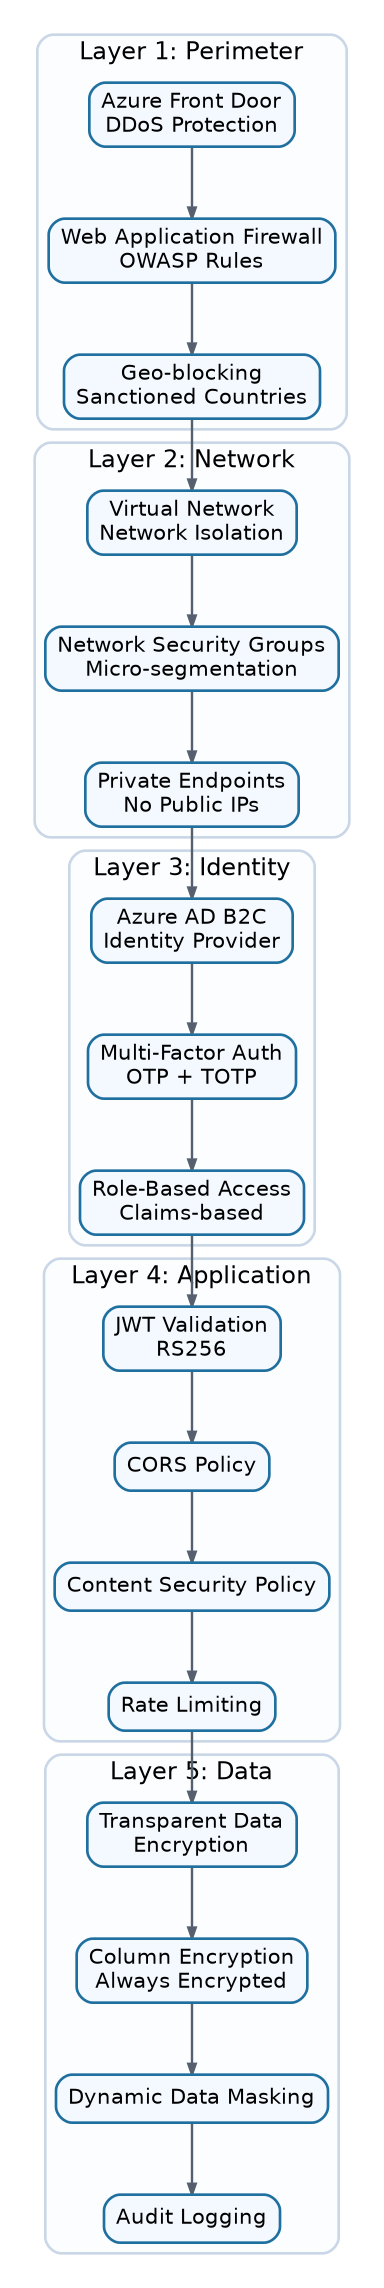 Layer 1: Perimeter
Azure Front Door
DDoS Protection
Web Application Firewall
OWASP Rules
Geo-blocking
Sanctioned Countries
Layer 2: Network
Virtual Network
Network Isolation
Network Security Groups
Micro-segmentation
Private Endpoints
No Public IPs
Layer 3: Identity
Azure AD B2C
Identity Provider
Multi-Factor Auth
OTP + TOTP
Role-Based Access
Claims-based
Layer 4: Application
JWT Validation
RS256
CORS Policy
Content Security Policy
Rate Limiting
Layer 5: Data
Transparent Data
Encryption
Column Encryption
Always Encrypted
Dynamic Data Masking
Audit Logging